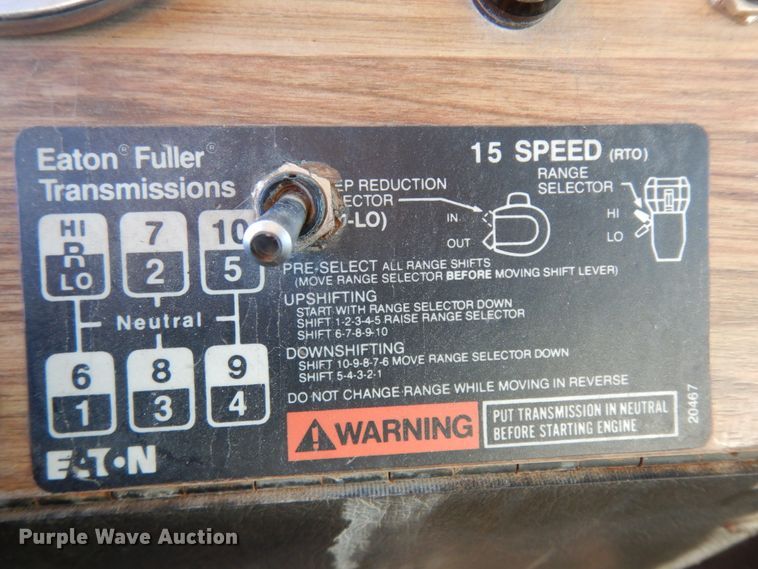 Eaton® Fuller®
Transmissions
15 SPEED (RTO)
HI
R
LO
7
2
10
5
Neutral
6
1
8
3
9
4
EATON
REDUCTION
IN
OUT
RANGE
SELECTOR
HI
LO
PRE-SELECT ALL RANGE SHIFTS
(MOVE RANGE SELECTOR BEFORE MOVING SHIFT LEVER)
UPSHIFTING
START WITH RANGE SELECTOR DOWN
SHIFT 1-2-3-4-5 RAISE RANGE SELECTOR
SHIFT 6-7-8-9-10
DOWNSHIFTING
SHIFT 10-9-8-7-6 MOVE RANGE SELECTOR DOWN
SHIFT 5-4-3-2-1
DO NOT CHANGE RANGE WHILE MOVING IN REVERSE
WARNING
PUT TRANSMISSION IN NEUTRAL
BEFORE STARTING ENGINE
20467
Purple Wave Auction